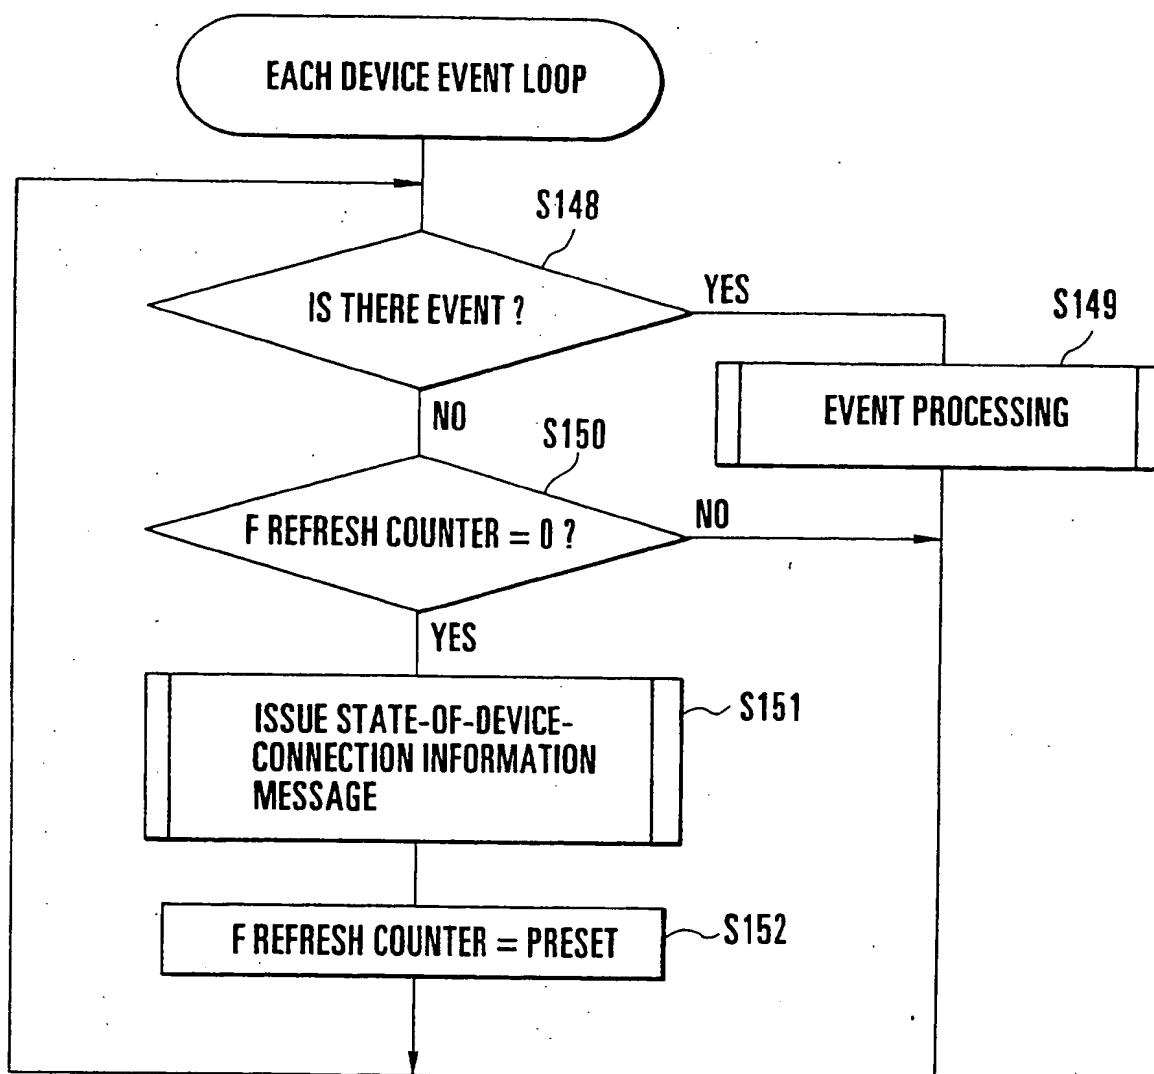 EACH DEVICE EVENT LOOP
S148
IS THERE EVENT ?
YES
S149
EVENT PROCESSING
NO
S150
F REFRESH COUNTER = 0 ?
NO
YES
ISSUE STATE-OF-DEVICE-
CONNECTION INFORMATION
MESSAGE
S151
F REFRESH COUNTER = PRESET
S152